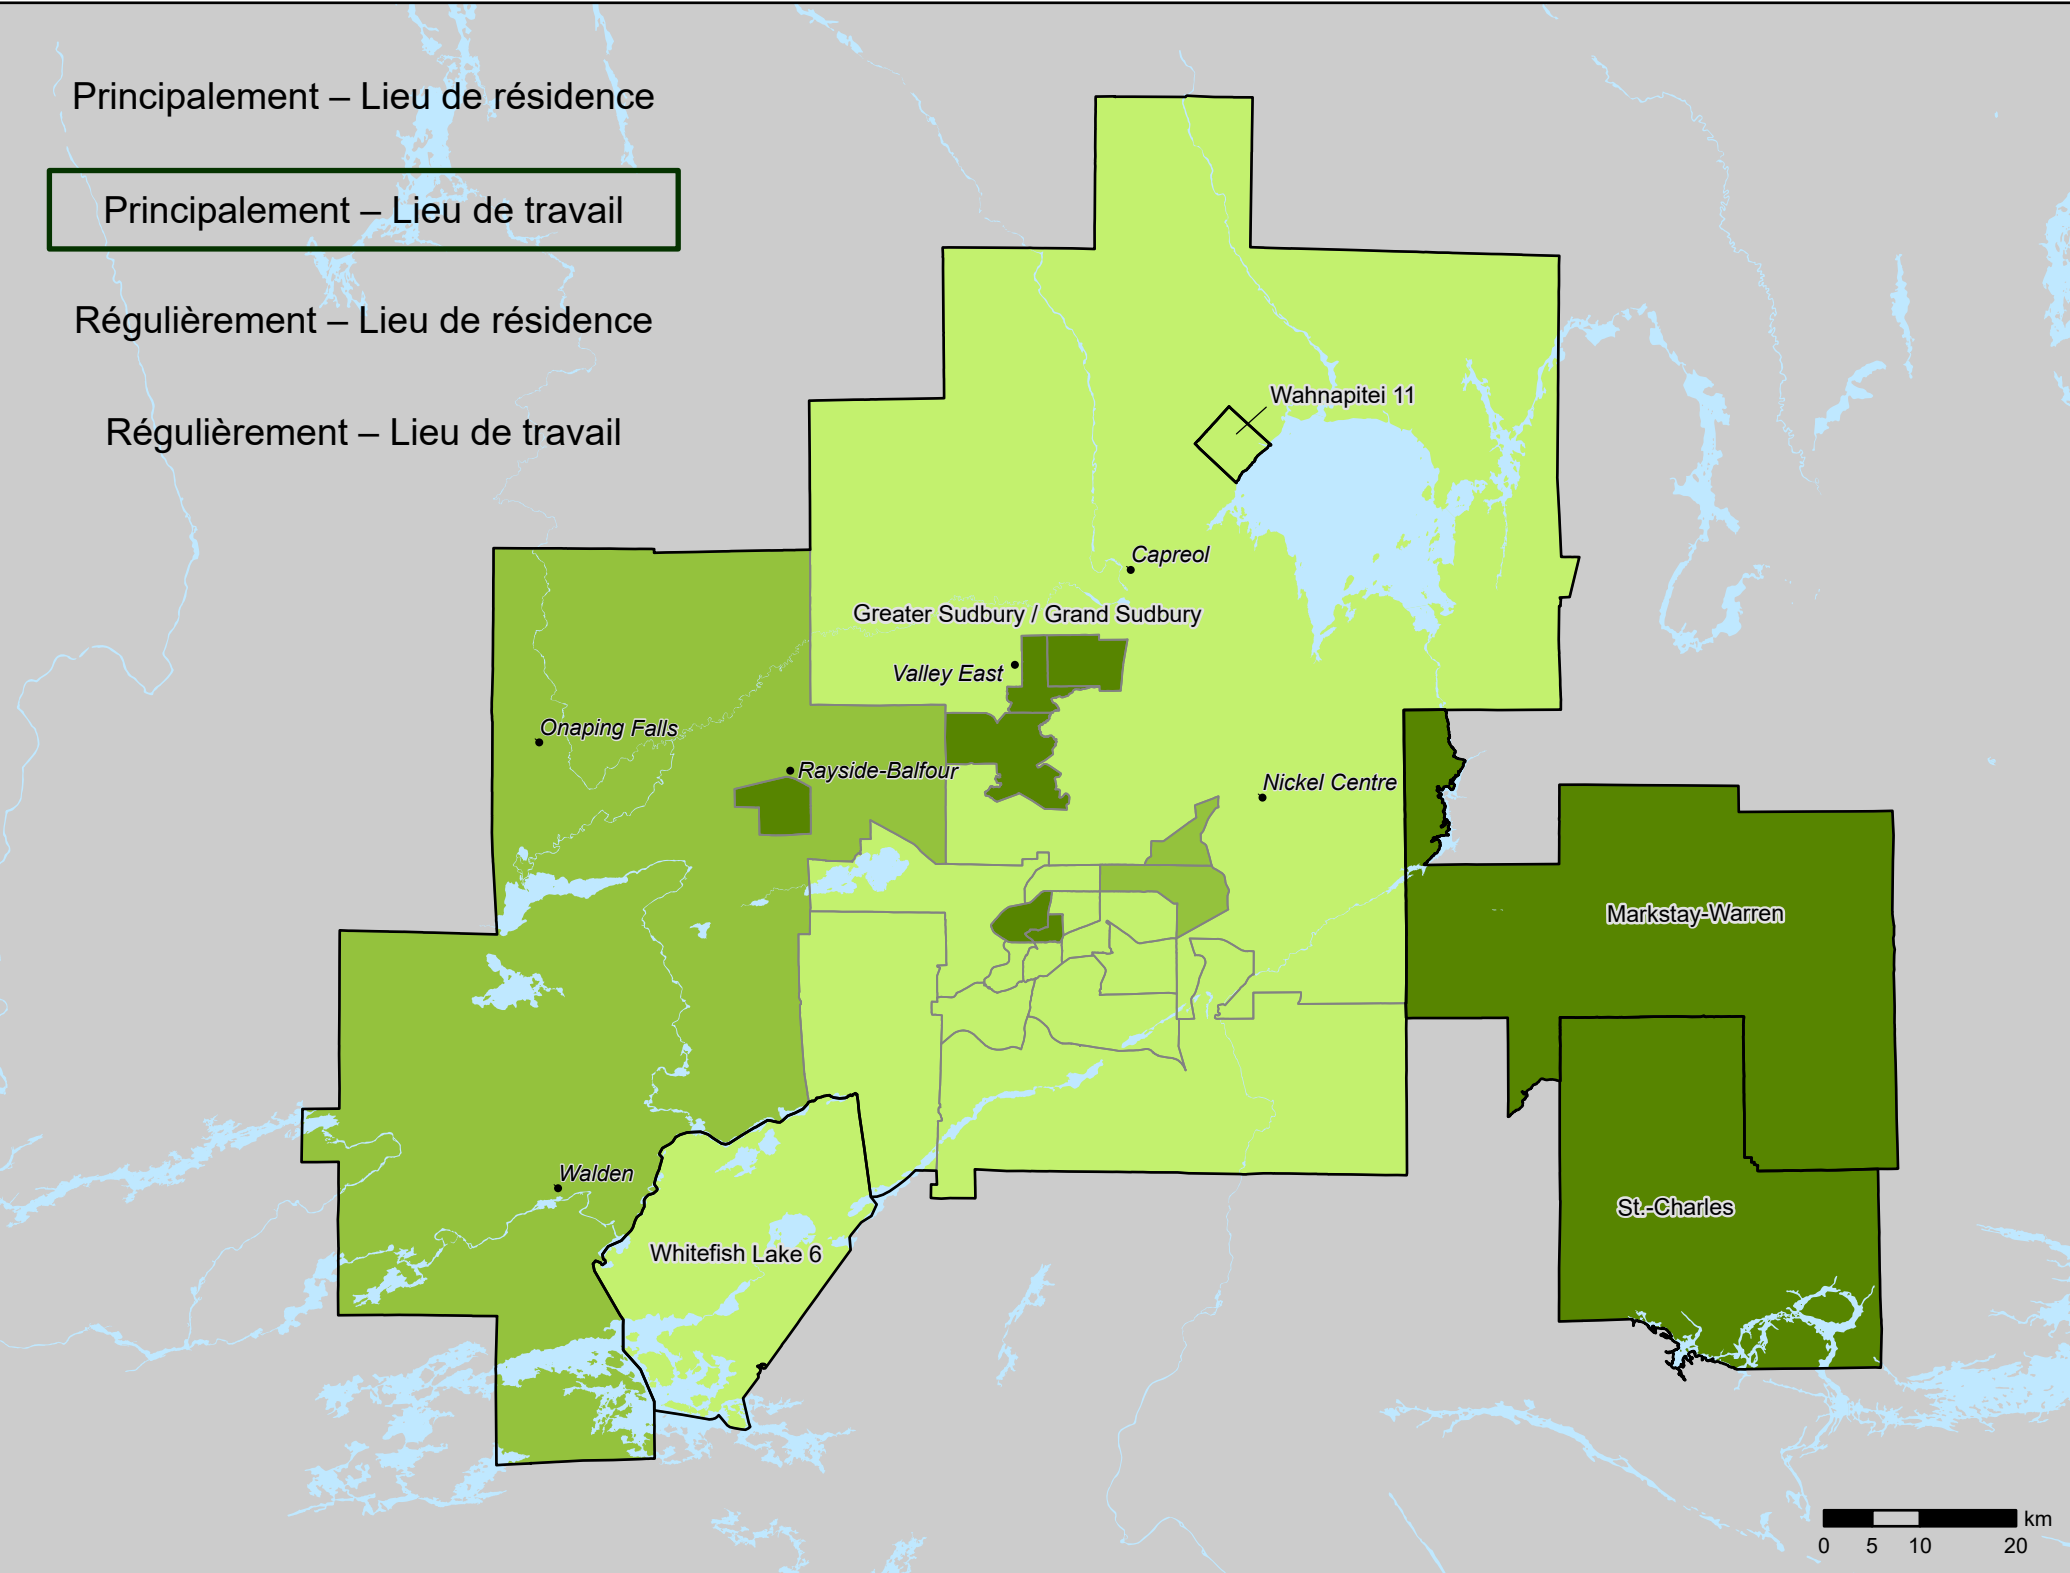 Principalement – Lieu de résidence
Principalement – Lieu de travail
Régulièrement – Lieu de résidence
Régulièrement – Lieu de travail
Wahnapitei 11
Capreol
Greater Sudbury / Grand Sudbury
Valley East
Onaping Falls
Rayside-Balfour
Nickel Centre
Markstay-Warren
Walden
St.-Charles
Whitefish Lake 6
km
0 5 10 20